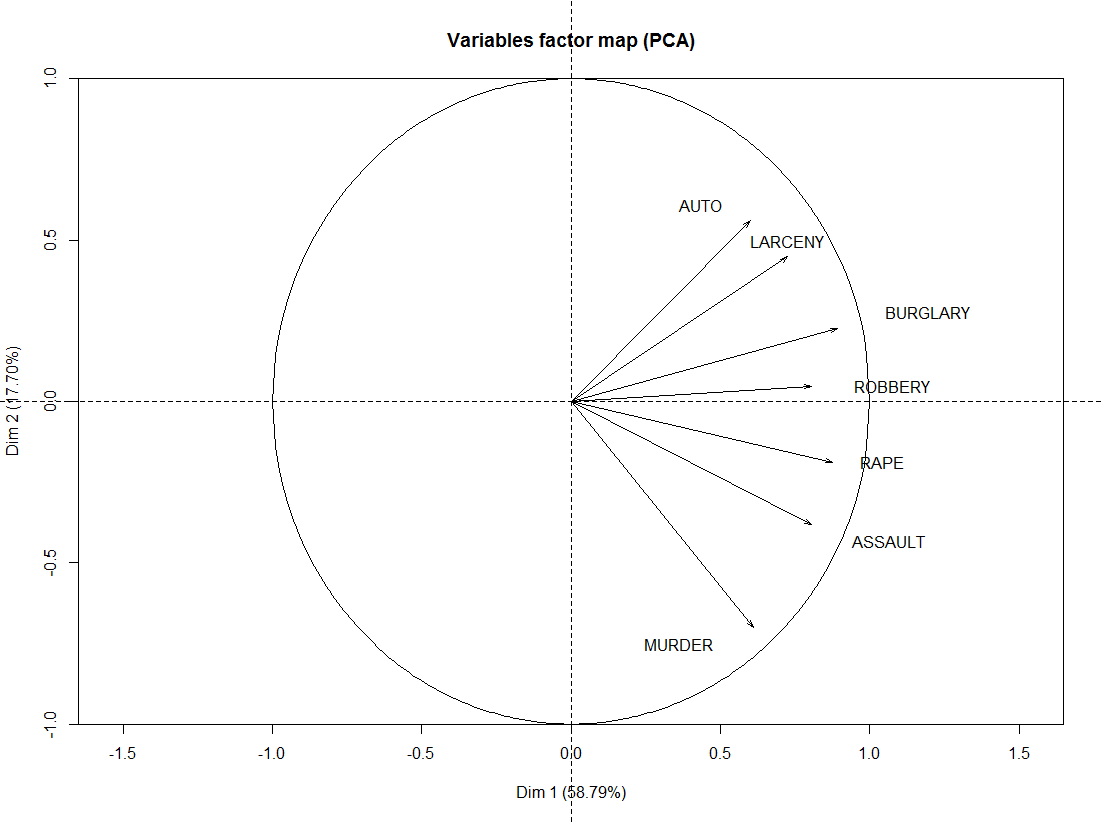 Variables factor map (PCA)
1.0
0.5
0.0
-0.5
-1.0
Dim 2 (17.70%)
AUTO
LARCENY
BURGLARY
ROBBERY
RAPE
ASSAULT
MURDER
-1.5 -1.0 -0.5 0.0 0.5 1.0 1.5
Dim 1 (58.79%)